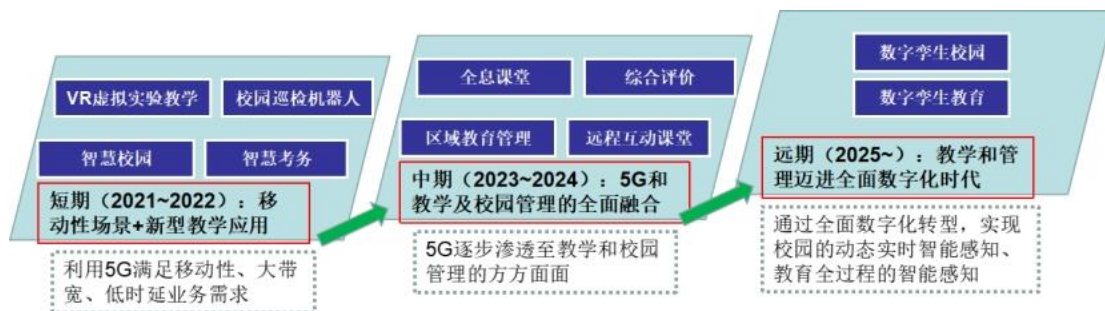 VR虚拟实验教学
校园巡检机器人
智慧校园
智慧考务
短期（2021~2022）：移
动性场景+新型教学应用
利用5G满足移动性、大带
宽、低时延业务需求
全息课堂
综合评价
区域教育管理
远程互动课堂
中期（2023~2024）：5G和
教学及校园管理的全面融合
5G逐步渗透至教学和校园
管理的方方面面
数字孪生校园
数字孪生教育
远期（2025~）：教学和管
理迈进全面数字化时代
通过全面数字化转型，实现
校园的动态实时智能感知、
教育全过程的智能感知